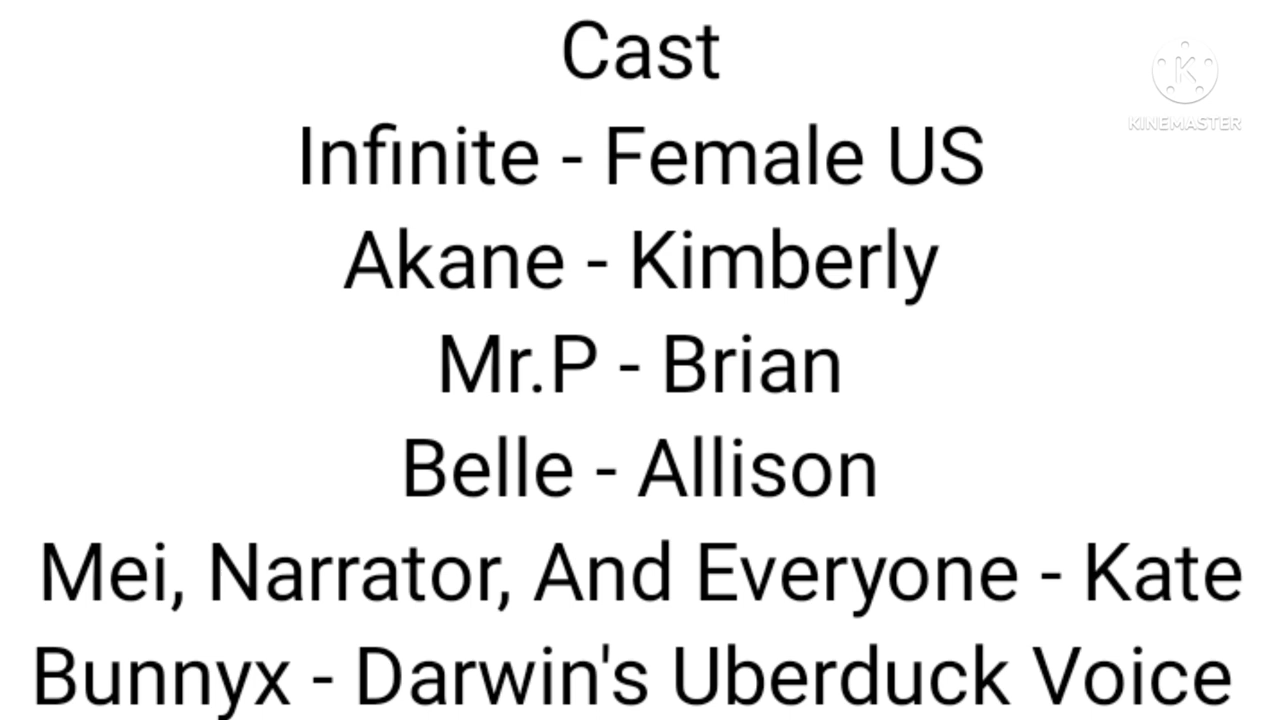 Cast
K
KINEMASTER
Infinite - Female US
Akane - Kimberly
Mr.P - Brian
Belle - Allison
Mei, Narrator, And Everyone - Kate
Bunnyx - Darwin's Uberduck Voice